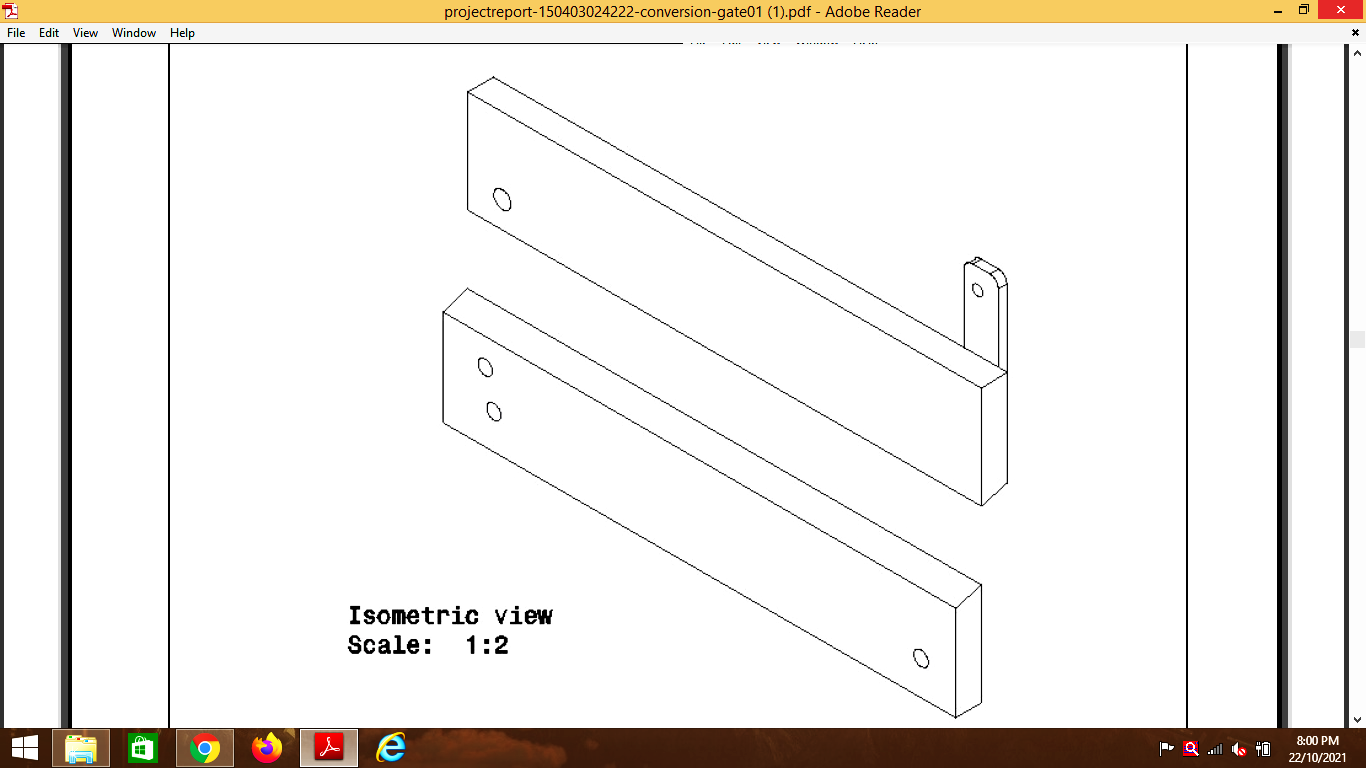 projectreport-150403024222-conversion-gate01 (1).pdf - Adobe Reader
File Edit View Window Help
Isometric view
Scale: 1:2
8:00 PM
22/10/2021